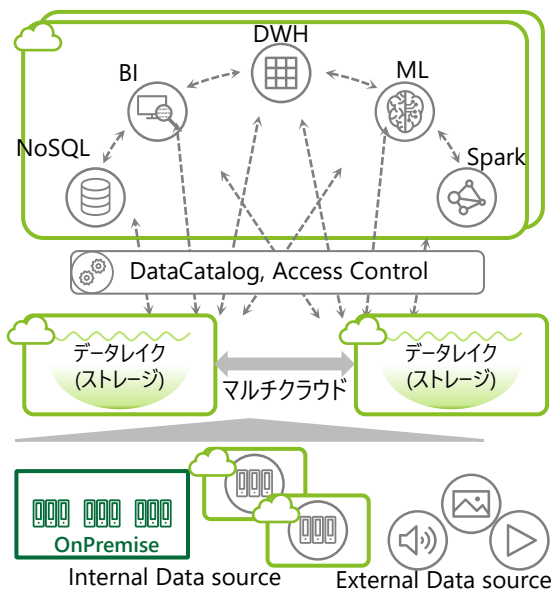 DWH
BI
ML
NoSQL
Spark
DataCatalog, Access Control
データレイク
(ストレージ)
データレイク
(ストレージ)
マルチクラウド
OnPremise
Internal Data source
External Data source